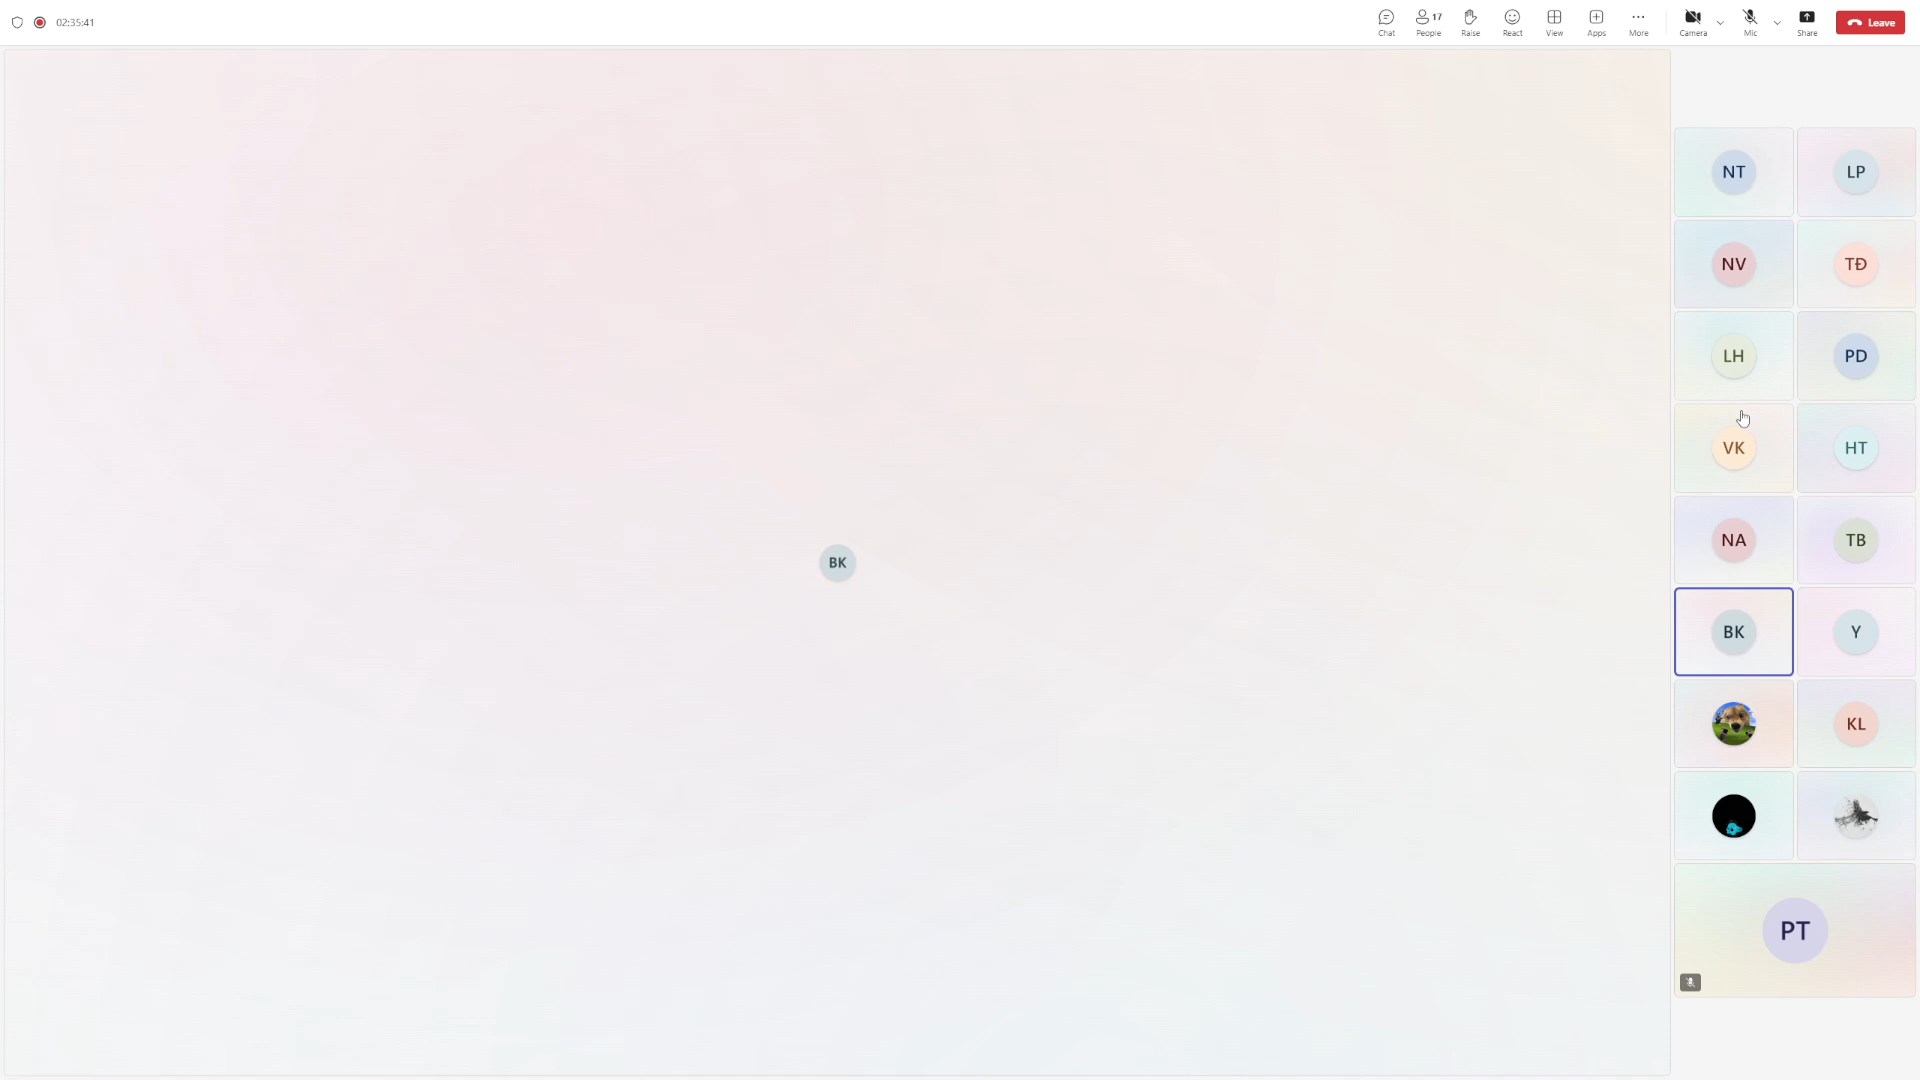 02:35:41
Chat
17
People
Raise
React
View
Apps
More
Camera
Mic
Share
Leave
NT
LP
NV
TĐ
LH
PD
VK
HT
NA
TB
BK
BK
Y
KL
PT